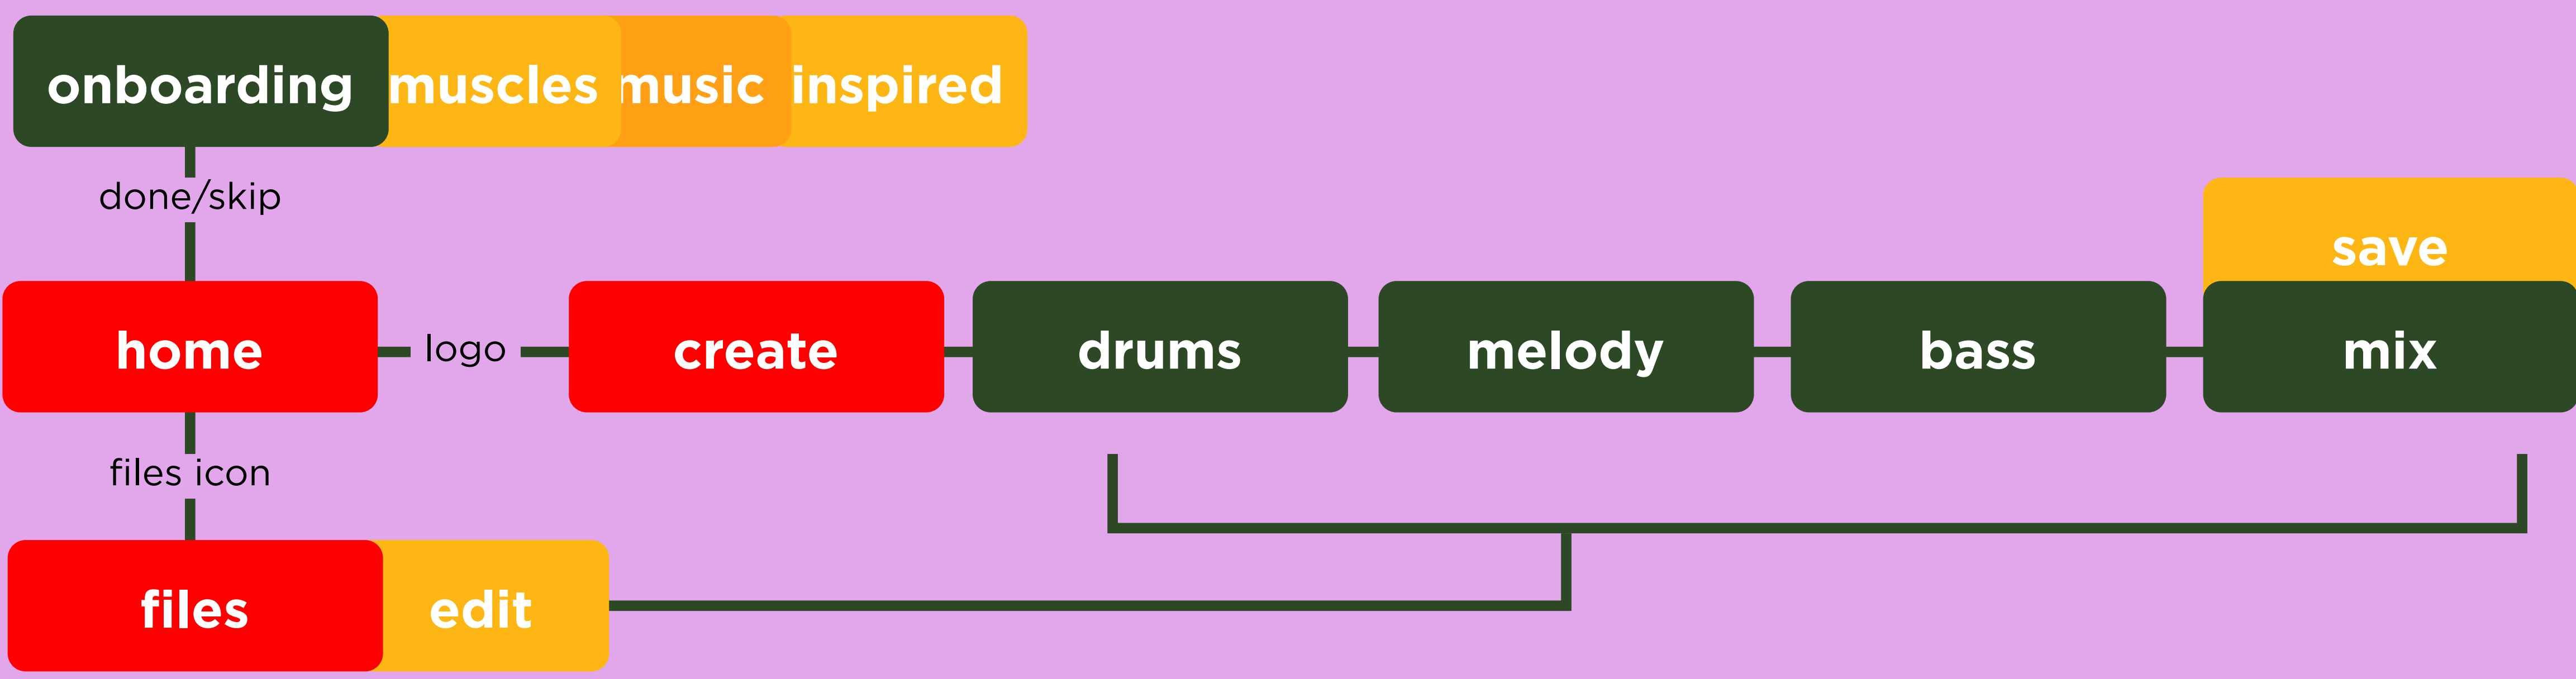 onboarding muscles music inspired
done/skip
save
home logo create drums melody bass mix
files icon
files edit